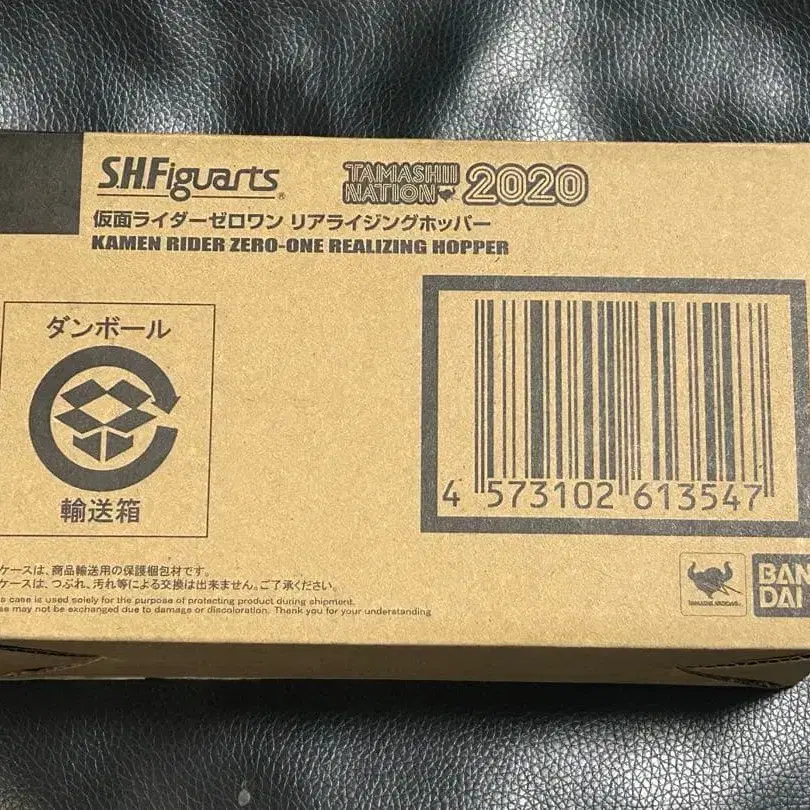 S.H.Figuarts®
TAMASHII NATION 2020
仮面ライダーゼロワン リアライジングホッパー
KAMEN RIDER ZERO-ONE REALIZING HOPPER
ダンボール
輸送箱
4 573102 613547
ケースは、商品輸送用の保護梱包材です。
ケースは、つぶれ、汚れ等による交換は出来ません。ご了承ください。
s case is used solely for the purpose of protecting product during shipment.
se may not be exchanged due to damage or discoloration. Thank you for your understanding
TAMASHII NATIONS
BAN
DAI